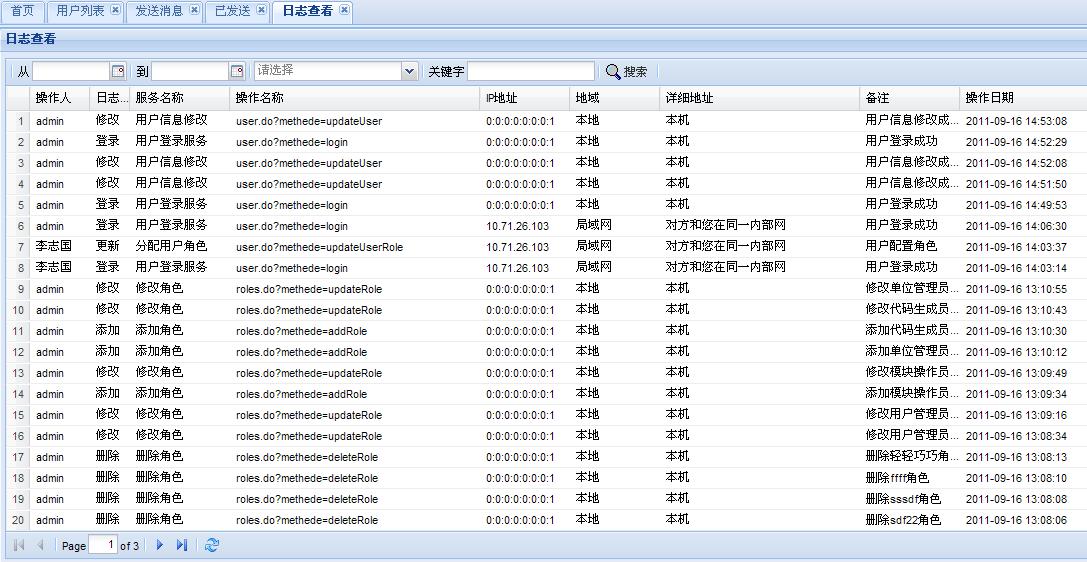 首页 用户列表 发送消息 已发送 日志查看
日志查看
从 到 请选择 关键字 搜索
操作人 日志... 服务名称 操作名称 IP地址 地域 详细地址 备注 操作日期
1 admin 修改 用户信息修改 user.do?methede=updateUser 0:0:0:0:0:0:0:1 本地 本机 用户信息修改成... 2011-09-16 14:53:08
2 admin 登录 用户登录服务 user.do?methede=login 0:0:0:0:0:0:0:1 本地 本机 用户登录成功 2011-09-16 14:52:29
3 admin 修改 用户信息修改 user.do?methede=updateUser 0:0:0:0:0:0:0:1 本地 本机 用户信息修改成... 2011-09-16 14:52:08
4 admin 修改 用户信息修改 user.do?methede=updateUser 0:0:0:0:0:0:0:1 本地 本机 用户信息修改成... 2011-09-16 14:51:50
5 admin 登录 用户登录服务 user.do?methede=login 0:0:0:0:0:0:0:1 本地 本机 用户登录成功 2011-09-16 14:49:53
6 admin 登录 用户登录服务 user.do?methede=login 10.71.26.103 局域网 对方和您在同一内部网 用户登录成功 2011-09-16 14:06:30
7 李志国 更新 分配用户角色 user.do?methede=updateUserRole 10.71.26.103 局域网 对方和您在同一内部网 用户配置角色 2011-09-16 14:03:37
8 李志国 登录 用户登录服务 user.do?methede=login 10.71.26.103 局域网 对方和您在同一内部网 用户登录成功 2011-09-16 14:03:14
9 admin 修改 修改角色 roles.do?methede=updateRole 0:0:0:0:0:0:0:1 本地 本机 修改单位管理员... 2011-09-16 13:10:55
10 admin 修改 修改角色 roles.do?methede=updateRole 0:0:0:0:0:0:0:1 本地 本机 修改代码生成员... 2011-09-16 13:10:43
11 admin 添加 添加角色 roles.do?methede=addRole 0:0:0:0:0:0:0:1 本地 本机 添加代码生成员... 2011-09-16 13:10:30
12 admin 添加 添加角色 roles.do?methede=addRole 0:0:0:0:0:0:0:1 本地 本机 添加单位管理员... 2011-09-16 13:10:12
13 admin 修改 修改角色 roles.do?methede=updateRole 0:0:0:0:0:0:0:1 本地 本机 修改模块操作员... 2011-09-16 13:09:49
14 admin 添加 添加角色 roles.do?methede=addRole 0:0:0:0:0:0:0:1 本地 本机 添加模块操作员... 2011-09-16 13:09:34
15 admin 修改 修改角色 roles.do?methede=updateRole 0:0:0:0:0:0:0:1 本地 本机 修改用户管理员... 2011-09-16 13:09:16
16 admin 修改 修改角色 roles.do?methede=updateRole 0:0:0:0:0:0:0:1 本地 本机 修改用户管理员... 2011-09-16 13:08:34
17 admin 删除 删除角色 roles.do?methede=deleteRole 0:0:0:0:0:0:0:1 本地 本机 删除轻轻巧巧角... 2011-09-16 13:08:13
18 admin 删除 删除角色 roles.do?methede=deleteRole 0:0:0:0:0:0:0:1 本地 本机 删除ffff角色 2011-09-16 13:08:10
19 admin 删除 删除角色 roles.do?methede=deleteRole 0:0:0:0:0:0:0:1 本地 本机 删除sssdf角色 2011-09-16 13:08:08
20 admin 删除 删除角色 roles.do?methede=deleteRole 0:0:0:0:0:0:0:1 本地 本机 删除sdf22角色 2011-09-16 13:08:06
Page 1 of 3